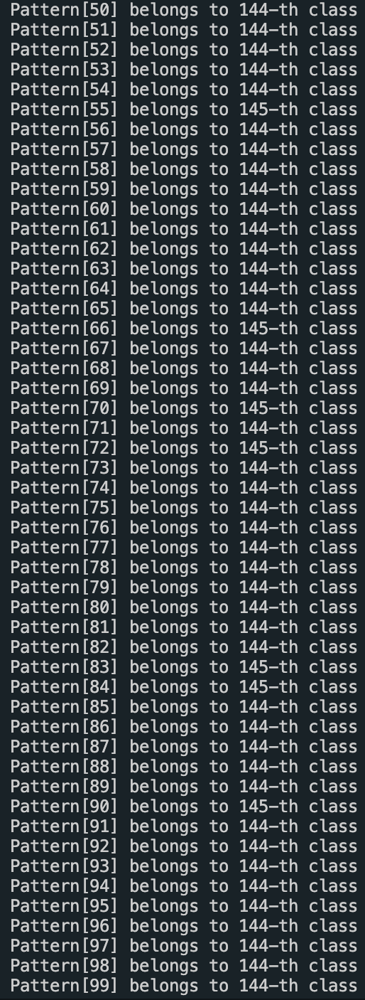 Pattern[50] belongs to 144-th class
Pattern[51] belongs to 144-th class
Pattern[52] belongs to 144-th class
Pattern[53] belongs to 144-th class
Pattern[54] belongs to 144-th class
Pattern[55] belongs to 145-th class
Pattern[56] belongs to 144-th class
Pattern[57] belongs to 144-th class
Pattern[58] belongs to 144-th class
Pattern[59] belongs to 144-th class
Pattern[60] belongs to 144-th class
Pattern[61] belongs to 144-th class
Pattern[62] belongs to 144-th class
Pattern[63] belongs to 144-th class
Pattern[64] belongs to 144-th class
Pattern[65] belongs to 144-th class
Pattern[66] belongs to 145-th class
Pattern[67] belongs to 144-th class
Pattern[68] belongs to 144-th class
Pattern[69] belongs to 144-th class
Pattern[70] belongs to 145-th class
Pattern[71] belongs to 144-th class
Pattern[72] belongs to 145-th class
Pattern[73] belongs to 144-th class
Pattern[74] belongs to 144-th class
Pattern[75] belongs to 144-th class
Pattern[76] belongs to 144-th class
Pattern[77] belongs to 144-th class
Pattern[78] belongs to 144-th class
Pattern[79] belongs to 144-th class
Pattern[80] belongs to 144-th class
Pattern[81] belongs to 144-th class
Pattern[82] belongs to 144-th class
Pattern[83] belongs to 145-th class
Pattern[84] belongs to 145-th class
Pattern[85] belongs to 144-th class
Pattern[86] belongs to 144-th class
Pattern[87] belongs to 144-th class
Pattern[88] belongs to 144-th class
Pattern[89] belongs to 144-th class
Pattern[90] belongs to 145-th class
Pattern[91] belongs to 144-th class
Pattern[92] belongs to 144-th class
Pattern[93] belongs to 144-th class
Pattern[94] belongs to 144-th class
Pattern[95] belongs to 144-th class
Pattern[96] belongs to 144-th class
Pattern[97] belongs to 144-th class
Pattern[98] belongs to 144-th class
Pattern[99] belongs to 144-th class